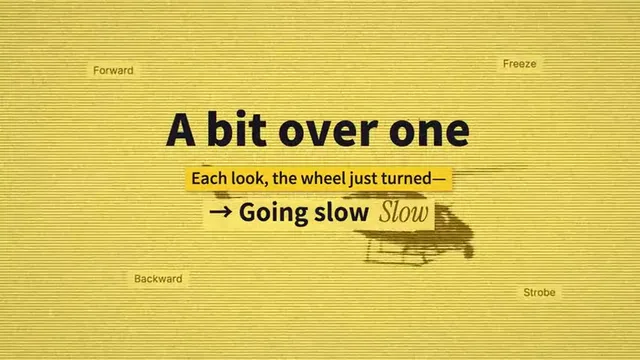 Forward
Freeze
A bit over one
Each look, the wheel just turned—
→ Going slow Slow
Backward
Strobe